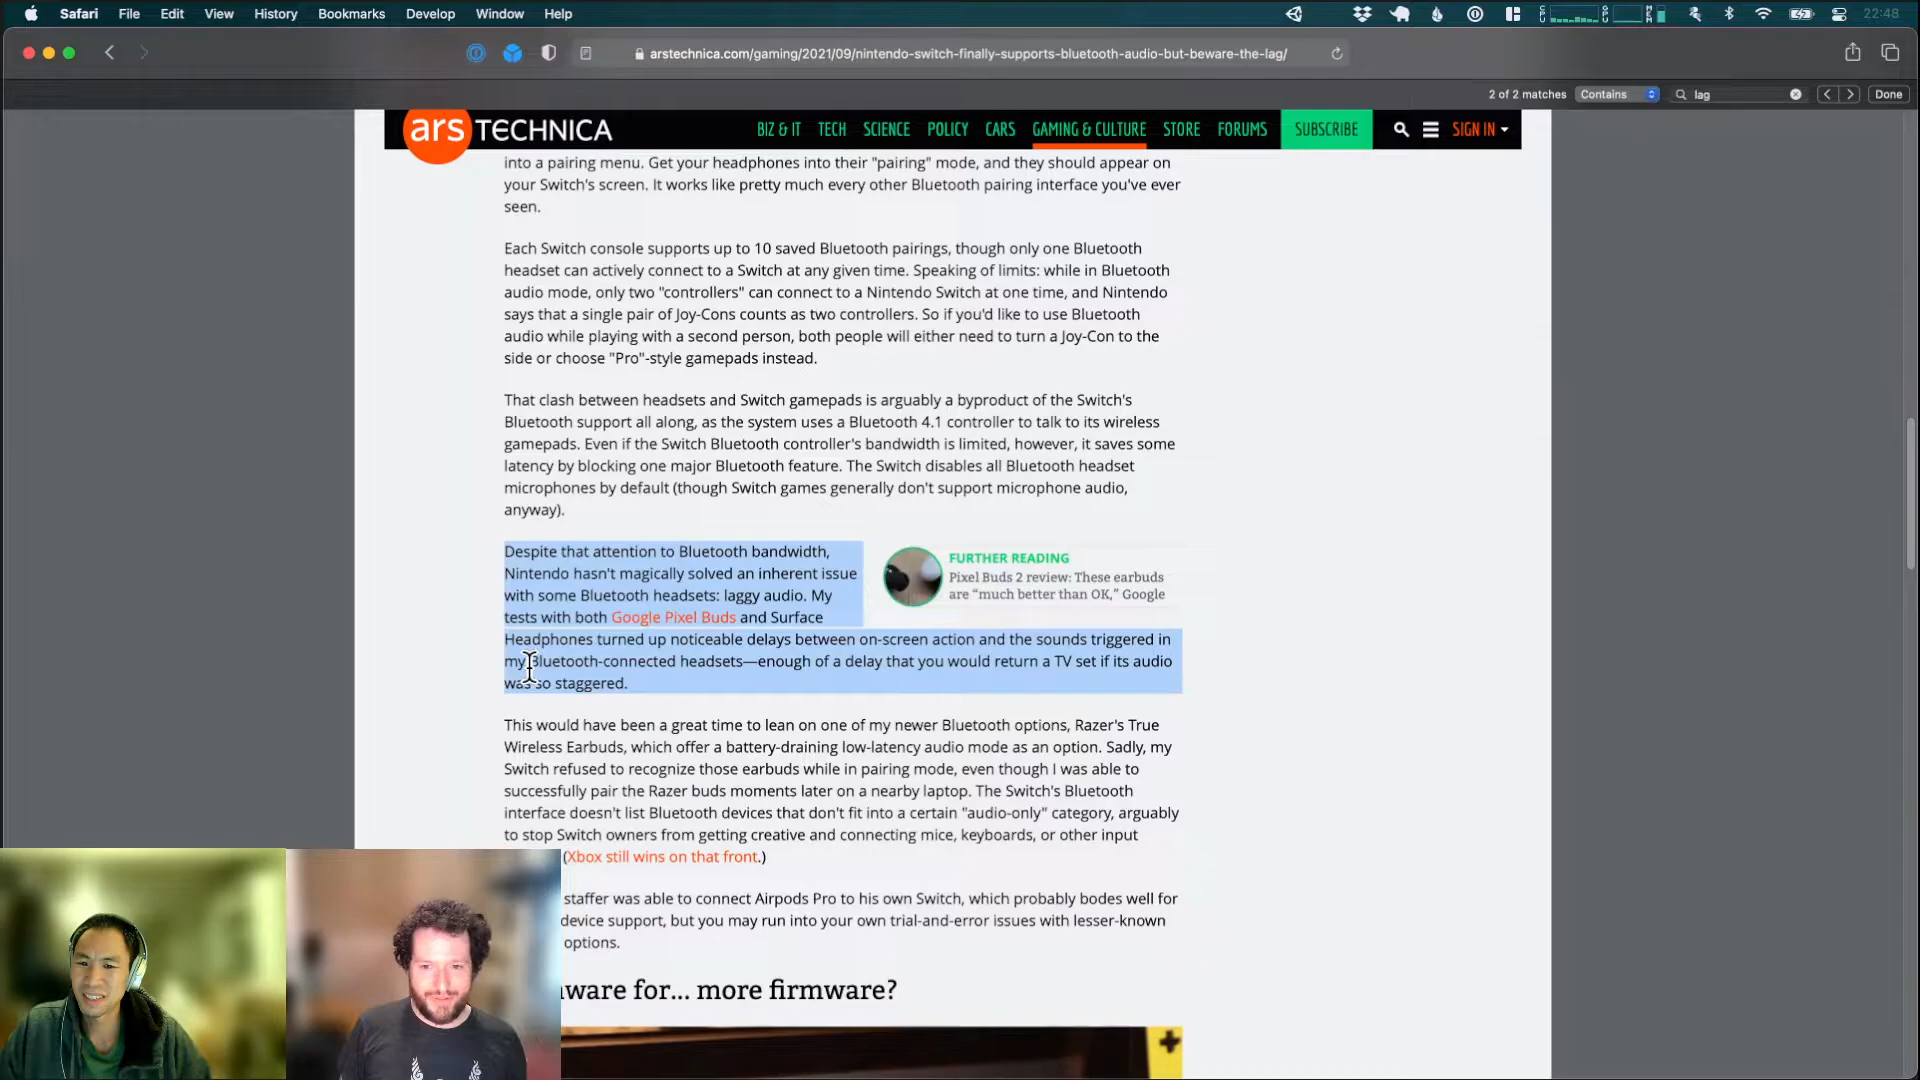 Safari File Edit View History Bookmarks Develop Window Help 22:48
arstechnica.com/gaming/2021/09/nintendo-switch-finally-supports-bluetooth-audio-but-beware-the-lag/
2 of 2 matches Contains lag Done
ars TECHNICA BIZ & IT TECH SCIENCE POLICY CARS GAMING & CULTURE STORE FORUMS SUBSCRIBE SIGN IN
into a pairing menu. Get your headphones into their "pairing" mode, and they should appear on
your Switch's screen. It works like pretty much every other Bluetooth pairing interface you've ever
seen.
Each Switch console supports up to 10 saved Bluetooth pairings, though only one Bluetooth
headset can actively connect to a Switch at any given time. Speaking of limits: while in Bluetooth
audio mode, only two "controllers" can connect to a Nintendo Switch at one time, and Nintendo
says that a single pair of Joy-Cons counts as two controllers. So if you'd like to use Bluetooth
audio while playing with a second person, both people will either need to turn a Joy-Con to the
side or choose "Pro"-style gamepads instead.
That clash between headsets and Switch gamepads is arguably a byproduct of the Switch's
Bluetooth support all along, as the system uses a Bluetooth 4.1 controller to talk to its wireless
gamepads. Even if the Switch Bluetooth controller's bandwidth is limited, however, it saves some
latency by blocking one major Bluetooth feature. The Switch disables all Bluetooth headset
microphones by default (though Switch games generally don't support microphone audio,
anyway).
Despite that attention to Bluetooth bandwidth,
Nintendo hasn't magically solved an inherent issue
with some Bluetooth headsets: laggy audio. My
tests with both Google Pixel Buds and Surface
FURTHER READING
Pixel Buds 2 review: These earbuds
are “much better than OK,” Google
Headphones turned up noticeable delays between on-screen action and the sounds triggered in
my Bluetooth-connected headsets—enough of a delay that you would return a TV set if its audio
was so staggered.
This would have been a great time to lean on one of my newer Bluetooth options, Razer's True
Wireless Earbuds, which offer a battery-draining low-latency audio mode as an option. Sadly, my
Switch refused to recognize those earbuds while in pairing mode, even though I was able to
successfully pair the Razer buds moments later on a nearby laptop. The Switch's Bluetooth
interface doesn't list Bluetooth devices that don't fit into a certain "audio-only" category, arguably
to stop Switch owners from getting creative and connecting mice, keyboards, or other input
(Xbox still wins on that front.)
staffer was able to connect Airpods Pro to his own Switch, which probably bodes well for
device support, but you may run into your own trial-and-error issues with lesser-known
options.
ware for... more firmware?